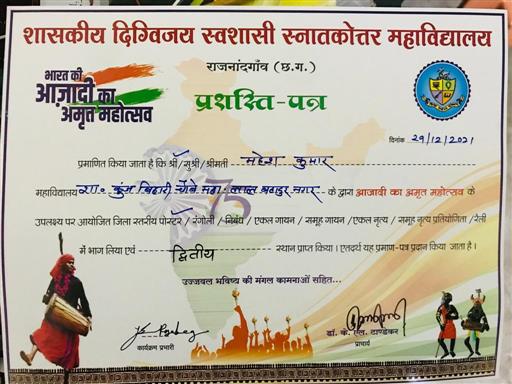 शासकीय दिग्विजय स्वशासी स्नातकोत्तर महाविद्यालय
राजनांदगाँव (छ.ग.)
भारत की
आज़ादी का
अमृत महोत्सव
प्रशस्ति-पत्र
दिनांक 29/12/2021
प्रमाणित किया जाता है कि श्री/सुश्री/श्रीमती महेश कुमार
महाविद्यालय शा. कुंज बिहारी चौबे महा. लाल बहादुर नगर के द्वारा आजादी का अमृत महोत्सव के
उपलक्ष्य पर आयोजित जिला स्तरीय पोस्टर / रंगोली / निबंध / एकल गायन / समूह गायन / एकल नृत्य / समूह नृत्य प्रतियोगिता /रैली
में भाग लिया एवं द्वितीय स्थान प्राप्त किया। एतदर्थ यह प्रमाण-पत्र प्रदान किया जाता है।
उज्जवल भविष्य की मंगल कामनाओं सहित...
कार्यक्रम प्रभारी
डॉ. के. एल. टाण्डेकर
प्राचार्य